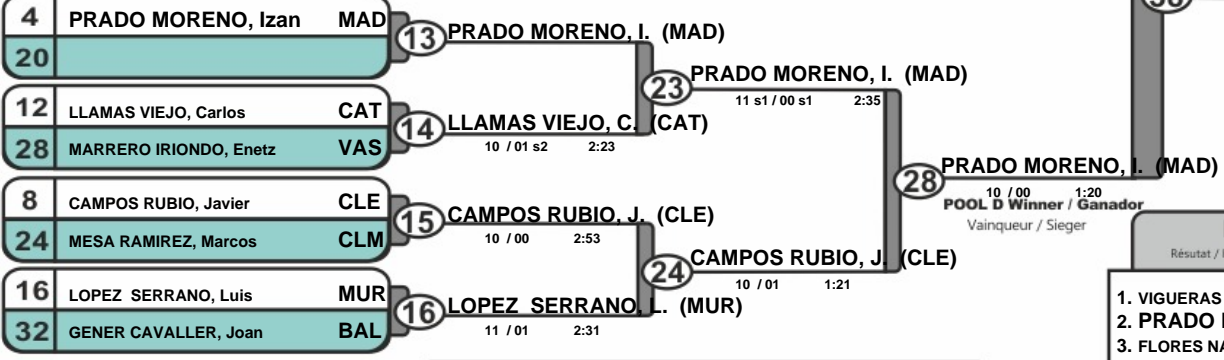 4 PRADO MORENO, Izan MAD
20
12 LLAMAS VIEJO, Carlos CAT
28 MARRERO IRIONDO, Enetz VAS
8 CAMPOS RUBIO, Javier CLE
24 MESA RAMIREZ, Marcos CLM
16 LOPEZ SERRANO, Luis MUR
32 GENER CAVALLER, Joan BAL
13 PRADO MORENO, I. (MAD)
14 LLAMAS VIEJO, C. (CAT)
10 / 01 s2 2:23
15 CAMPOS RUBIO, J. (CLE)
10 / 00 2:53
16 LOPEZ SERRANO, L. (MUR)
11 / 01 2:31
23 PRADO MORENO, I. (MAD)
11 s1 / 00 s1 2:35
24 CAMPOS RUBIO, J. (CLE)
10 / 01 1:21
28 PRADO MORENO, I. (MAD)
10 / 00 1:20
POOL D Winner / Ganador
Vainqueur / Sieger
Résutat /
1. VIGUERAS
2. PRADO
3. FLORES